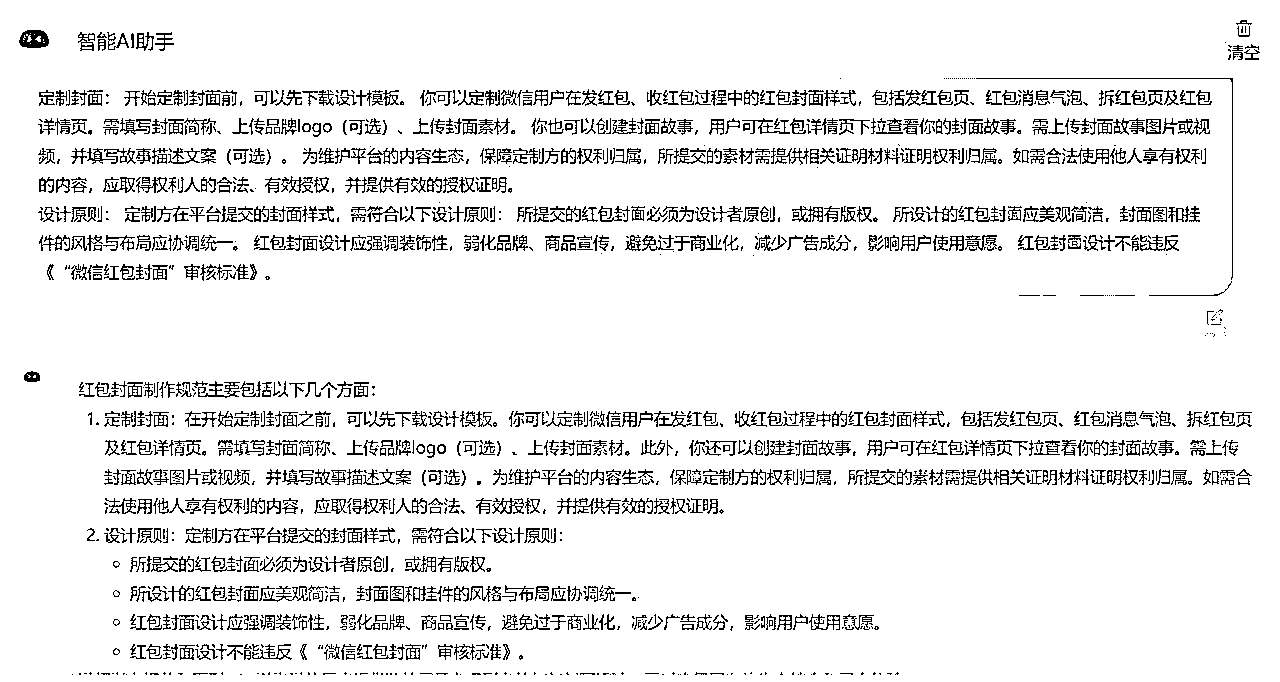 智能AI助手
清空
定制封面： 开始定制封面前，可以先下载设计模板。 你可以定制微信用户在发红包、收红包过程中的红包封面样式，包括发红包页、红包消息气泡、拆红包页及红包
详情页。需填写封面简称、上传品牌logo（可选）、上传封面素材。 你也可以创建封面故事，用户可在红包详情页下拉查看你的封面故事。需上传封面故事图片或视
频，并填写故事描述文案（可选）。 为维护平台的内容生态，保障定制方的权利归属，所提交的素材需提供相关证明材料证明权利归属。如需合法使用他人享有权利
的内容，应取得权利人的合法、有效授权，并提供有效的授权证明。
设计原则： 定制方在平台提交的封面样式，需符合以下设计原则： 所提交的红包封面必须为设计者原创，或拥有版权。 所设计的红包封面应美观简洁，封面图和挂
件的风格与布局应协调统一。 红包封面设计应强调装饰性，弱化品牌、商品宣传，避免过于商业化，减少广告成分，影响用户使用意愿。 红包封面设计不能违反
《“微信红包封面”审核标准》。
红包封面制作规范主要包括以下几个方面：
1. 定制封面：在开始定制封面之前，可以先下载设计模板。你可以定制微信用户在发红包、收红包过程中的红包封面样式，包括发红包页、红包消息气泡、拆红包页
及红包详情页。需填写封面简称、上传品牌logo（可选）、上传封面素材。此外，你还可以创建封面故事，用户可在红包详情页下拉查看你的封面故事。需上传
封面故事图片或视频，并填写故事描述文案（可选）。为维护平台的内容生态，保障定制方的权利归属，所提交的素材需提供相关证明材料证明权利归属。如需合
法使用他人享有权利的内容，应取得权利人的合法、有效授权，并提供有效的授权证明。
2. 设计原则：定制方在平台提交的封面样式，需符合以下设计原则：
所提交的红包封面必须为设计者原创，或拥有版权。
所设计的红包封面应美观简洁，封面图和挂件的风格与布局应协调统一。
红包封面设计应强调装饰性，弱化品牌、商品宣传，避免过于商业化，减少广告成分，影响用户使用意愿。
红包封面设计不能违反《“微信红包封面”审核标准》。